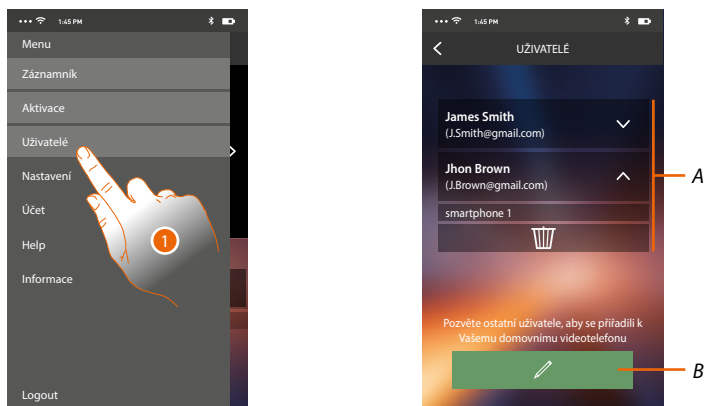 1:45 PM
Menu
Záznamník
Aktivace
Uživatelé
Nastavení
Účet
Help
Informace
Logout
1
1:45 PM
UŽIVATELÉ
James Smith
(J.Smith@gmail.com)
Jhon Brown
(J.Brown@gmail.com)
smartphone 1
Pozvěte ostatní uživatele, aby se přířadili k
Vašemu domovnímu videotelefonu
A
B